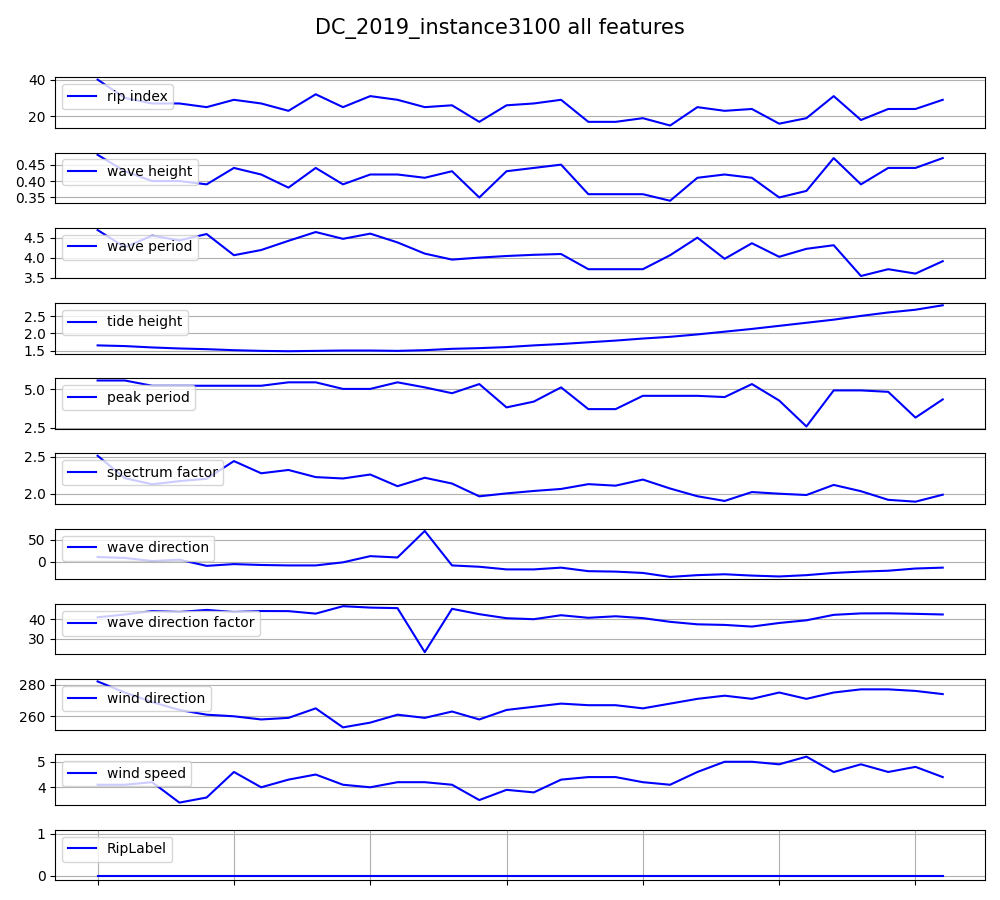 DC_2019_instance3100 all features
40
20
rip index
0.45
0.40
0.35
wave height
4.5
4.0
3.5
wave period
2.5
2.0
1.5
tide height
5.0
2.5
peak period
2.5
2.0
spectrum factor
50
0
wave direction
40
30
wave direction factor
280
260
wind direction
5
4
wind speed
1
0
RipLabel